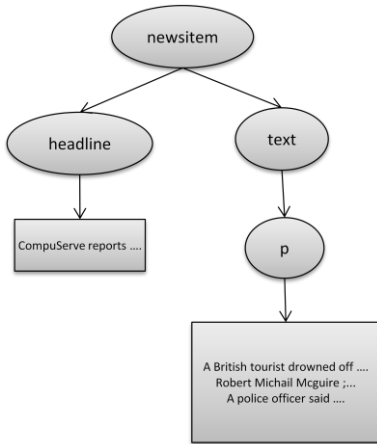 newsitem
headline
text
CompuServe reports ....
p
A British tourist drowned off ....
Robert Michail Mcguire ;...
A police officer said ....